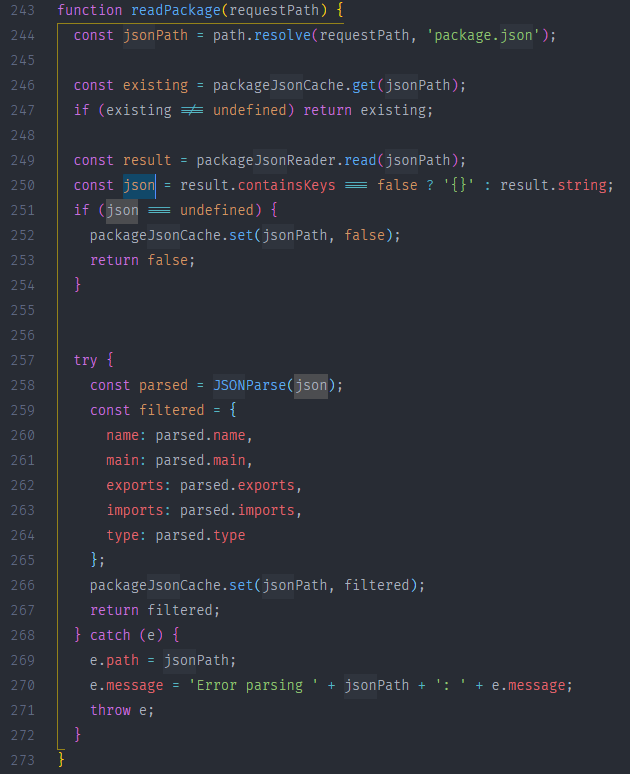 243 function readPackage(requestPath) {
244   const jsonPath = path.resolve(requestPath, 'package.json');
245
246   const existing = packageJsonCache.get(jsonPath);
247   if (existing !== undefined) return existing;
248
249   const result = packageJsonReader.read(jsonPath);
250   const json = result.containsKeys === false ? '{}' : result.string;
251   if (json === undefined) {
252     packageJsonCache.set(jsonPath, false);
253     return false;
254   }
255
256
257   try {
258     const parsed = JSONParse(json);
259     const filtered = {
260       name: parsed.name,
261       main: parsed.main,
262       exports: parsed.exports,
263       imports: parsed.imports,
264       type: parsed.type
265     };
266     packageJsonCache.set(jsonPath, filtered);
267     return filtered;
268   } catch (e) {
269     e.path = jsonPath;
270     e.message = 'Error parsing ' + jsonPath + ': ' + e.message;
271     throw e;
272   }
273 }